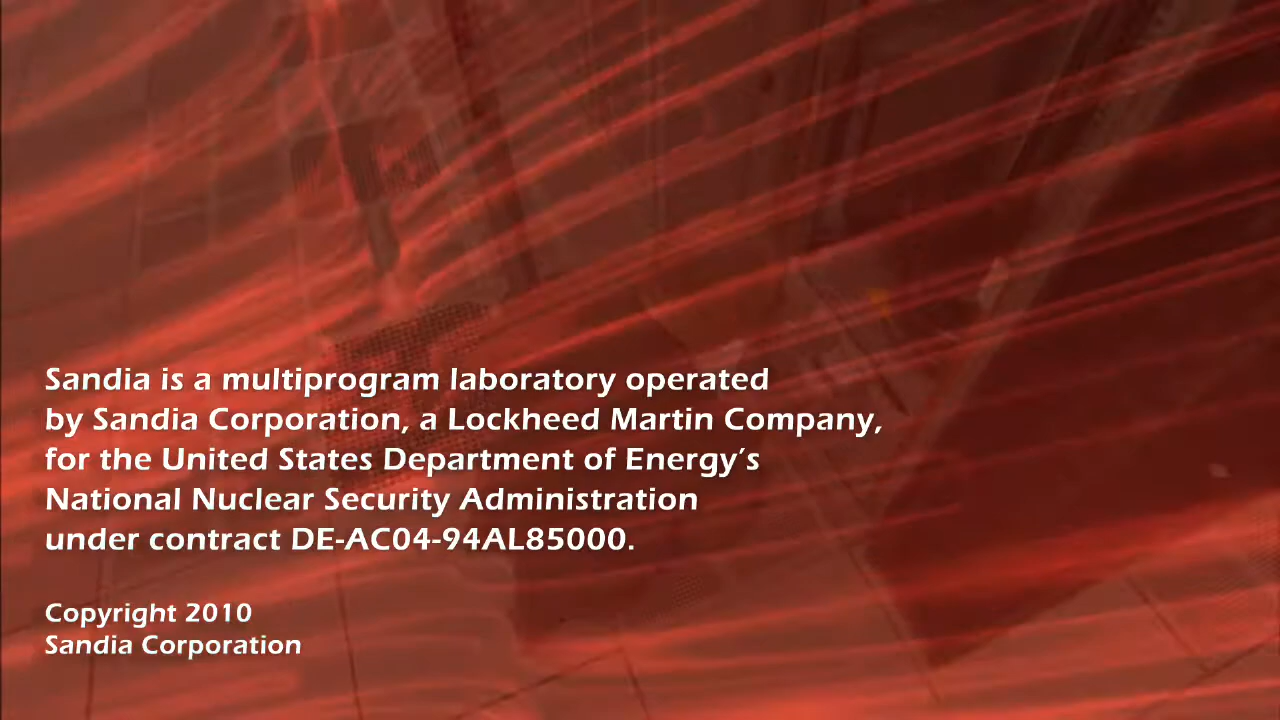 Sandia is a multiprogram laboratory operated
by Sandia Corporation, a Lockheed Martin Company,
for the United States Department of Energy’s
National Nuclear Security Administration
under contract DE-AC04-94AL85000.
Copyright 2010
Sandia Corporation